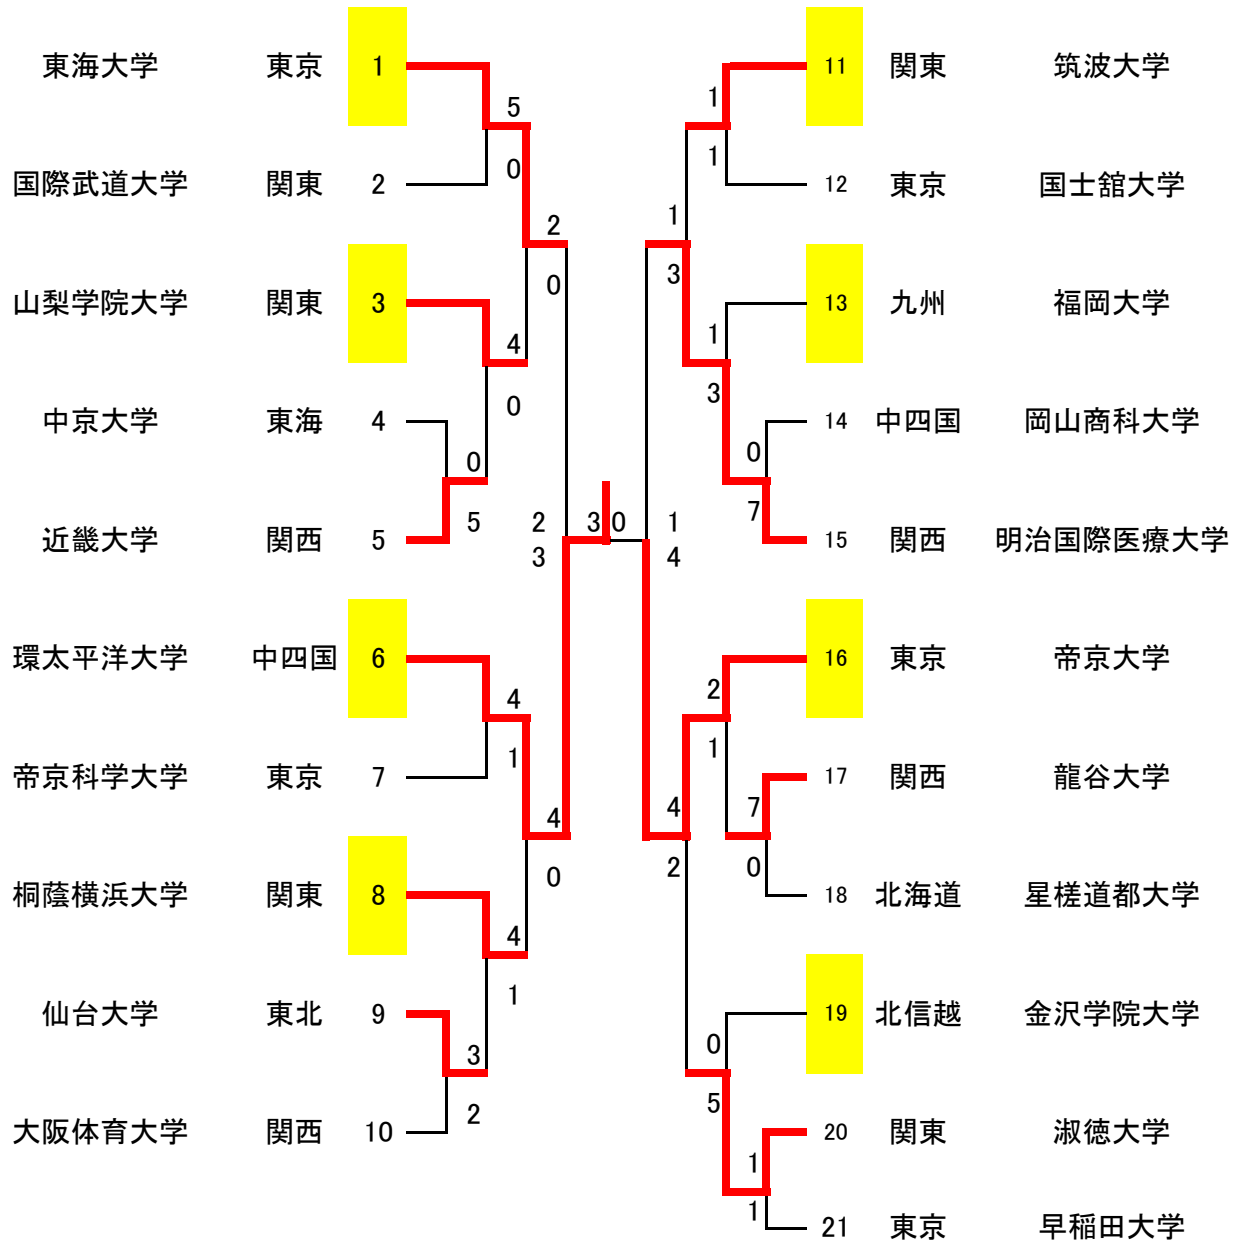 東海大学 東京 1 11 関東 筑波大学
5 1
0 1
国際武道大学 関東 2 12 東京 国士舘大学
2 1
0 3
山梨学院大学 関東 3 13 九州 福岡大学
4 1
0 3
中京大学 東海 4 14 中四国 岡山商科大学
0 0
5 7
近畿大学 関西 5 2 3 0 1 15 関西 明治国際医療大学
3 4
環太平洋大学 中四国 6 16 東京 帝京大学
4 2
1 1
帝京科学大学 東京 7 17 関西 龍谷大学
4 4 7
0 2 0
桐蔭横浜大学 関東 8 18 北海道 星槎道都大学
4
1
仙台大学 東北 9 19 北信越 金沢学院大学
3 0
2 5
大阪体育大学 関西 10 20 関東 淑徳大学
1
1
21 東京 早稲田大学